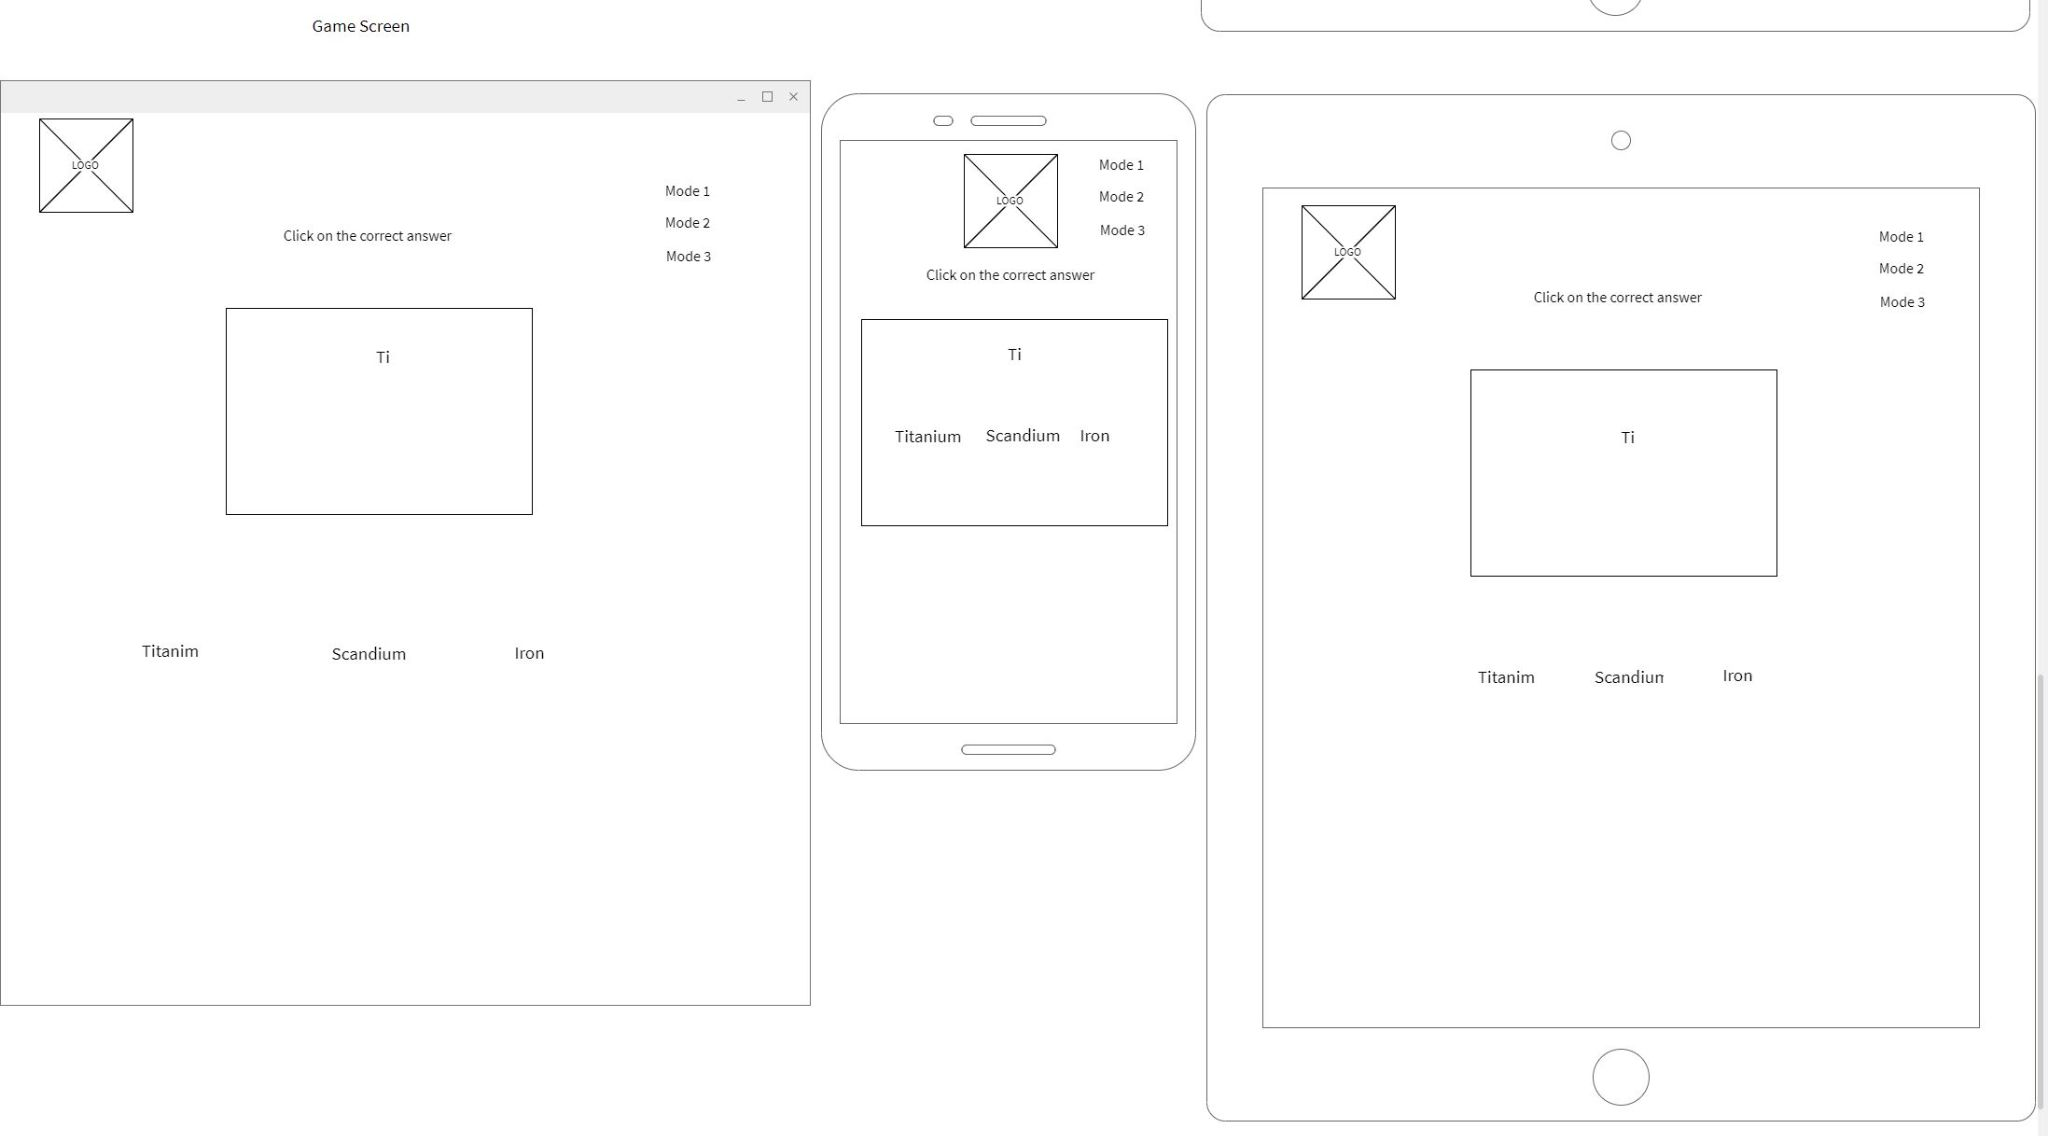 Game Screen
LOGO
Mode 1
Mode 2
Click on the correct answer
Mode 3
Ti
Titanim
Scandium
Iron
LOGO
Mode 1
Mode 2
Mode 3
Click on the correct answer
Ti
Titanium Scandium Iron
LOGO
Mode 1
Mode 2
Click on the correct answer
Mode 3
Ti
Titanim Scandiun Iron